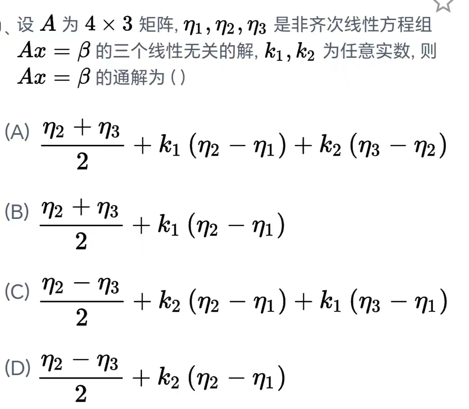 、设 A 为 4 × 3 矩阵, η₁, η₂, η₃ 是非齐次线性方程组
Ax = β 的三个线性无关的解, k₁, k₂ 为任意实数, 则
Ax = β 的通解为 ( )
(A) (η₂ + η₃)/2 + k₁ (η₂ − η₁) + k₂ (η₃ − η₂)
(B) (η₂ + η₃)/2 + k₁ (η₂ − η₁)
(C) (η₂ − η₃)/2 + k₂ (η₂ − η₁) + k₁ (η₃ − η₁)
(D) (η₂ − η₃)/2 + k₂ (η₂ − η₁)